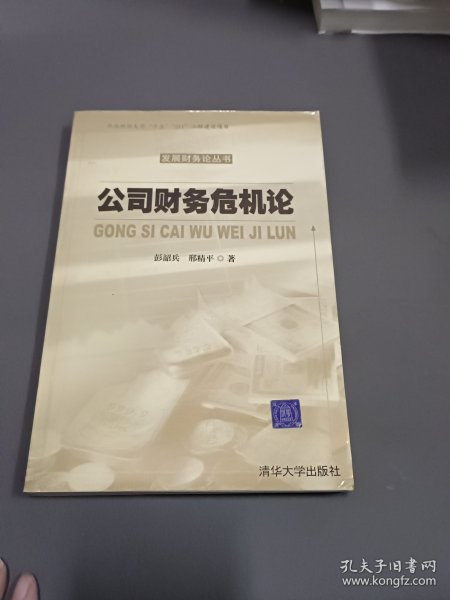 发展财务论丛书
公司财务危机论
GONG SI CAI WU WEI JI LUN
彭韶兵 邢精平 ◎ 著
清华大学出版社
孔夫子旧书网
www.kongfz.com